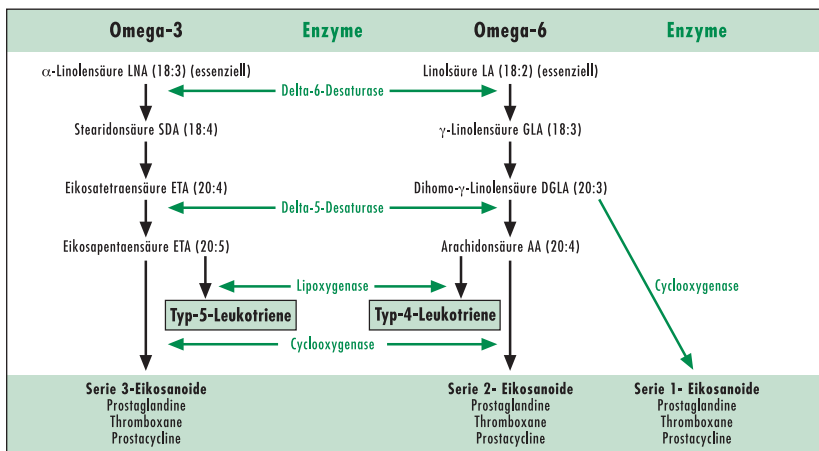 Omega-3 Enzyme Omega-6 Enzyme
α-Linolensäure LNA (18:3) (essenziell) Linolsäure LA (18:2) (essenziell)
Delta-6-Desaturase
Stearidonsäure SDA (18:4) γ-Linolensäure GLA (18:3)
Eikosatetraensäure ETA (20:4) Dihomo-γ-Linolensäure DGLA (20:3)
Delta-5-Desaturase
Eikosapentaensäure ETA (20:5) Arachidonsäure AA (20:4)
Lipoxygenase Cyclooxygenase
Typ-5-Leukotriene Typ-4-Leukotriene
Cyclooxygenase
Serie 3-Eikosanoide Serie 2- Eikosanoide Serie 1- Eikosanoide
Prostaglandine Prostaglandine Prostaglandine
Thromboxane Thromboxane Thromboxane
Prostacycline Prostacycline Prostacycline